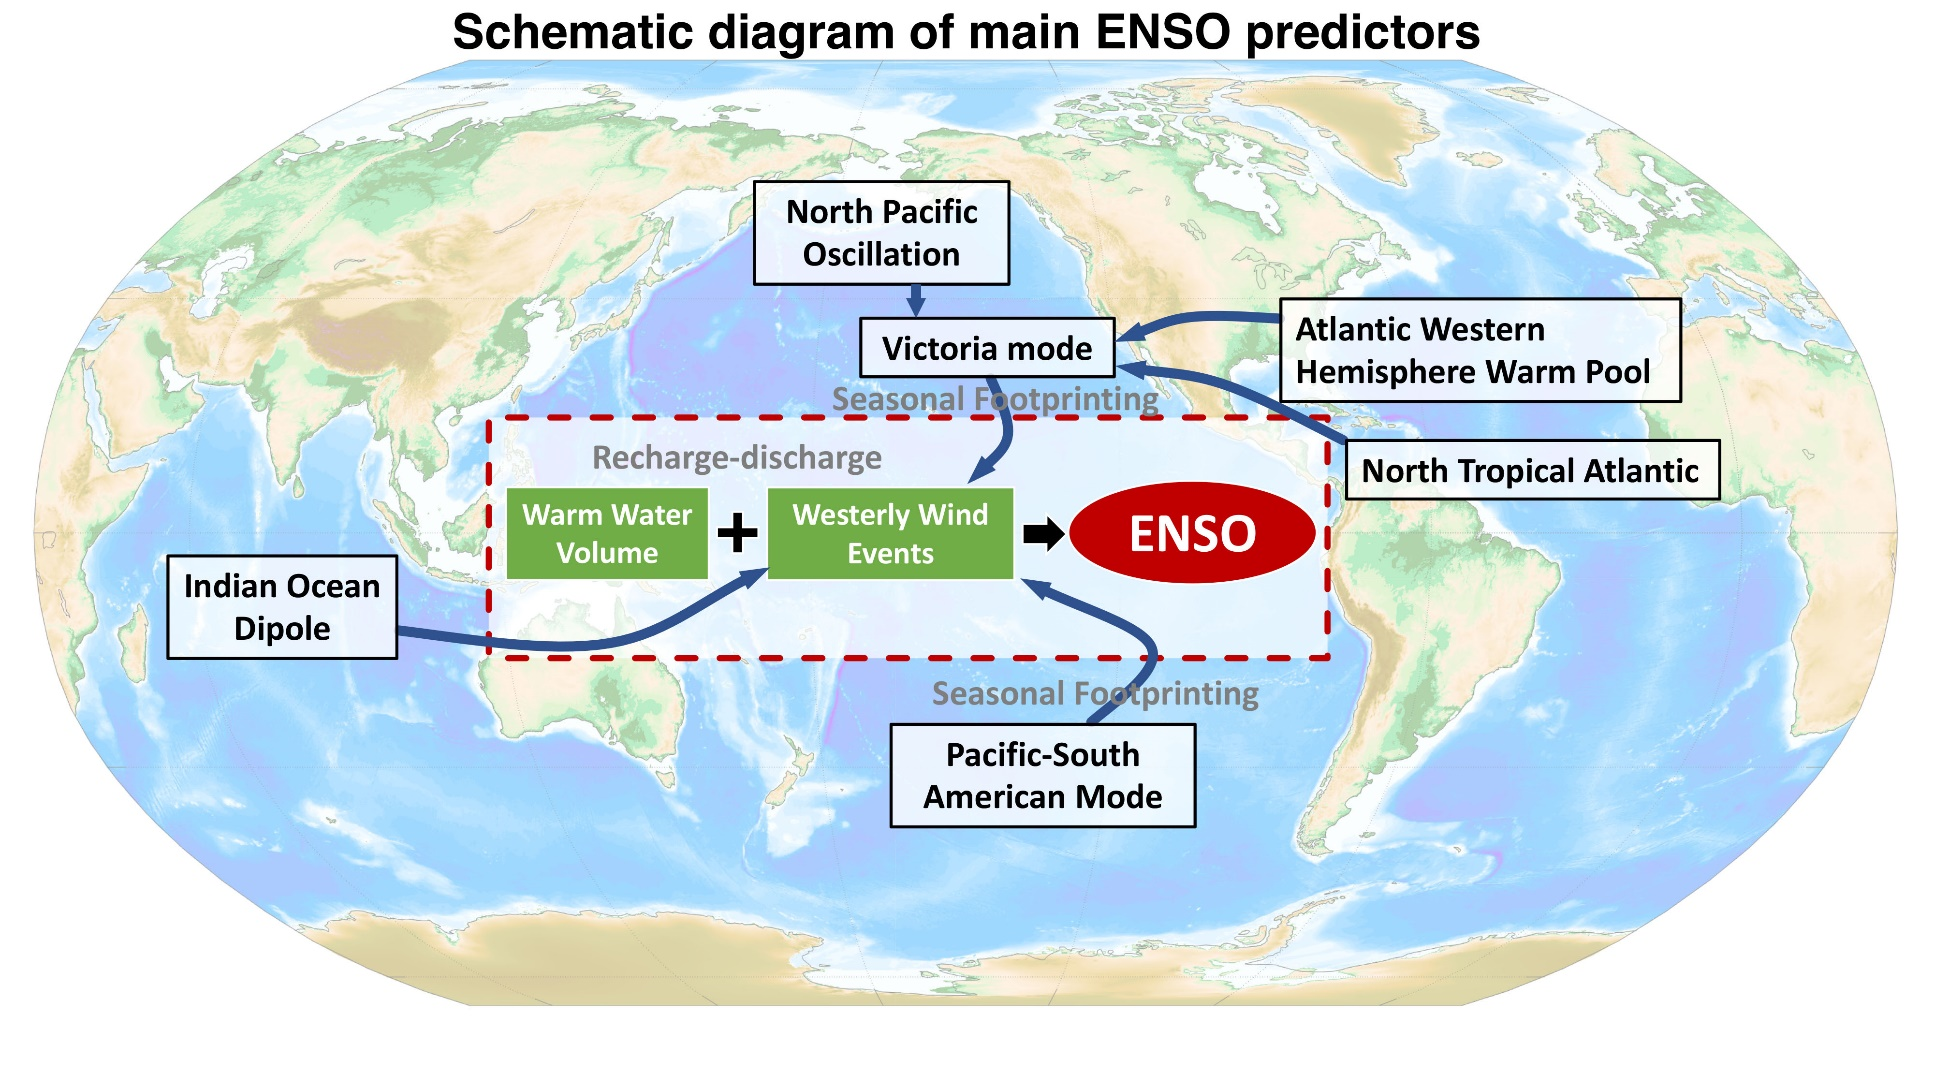 Schematic diagram of main ENSO predictors
North Pacific
Oscillation
Victoria mode
Atlantic Western
Hemisphere Warm Pool
Seasonal Footprinting
Recharge-discharge
North Tropical Atlantic
Warm Water
Volume
+
Westerly Wind
Events
ENSO
Indian Ocean
Dipole
Seasonal Footprinting
Pacific-South
American Mode